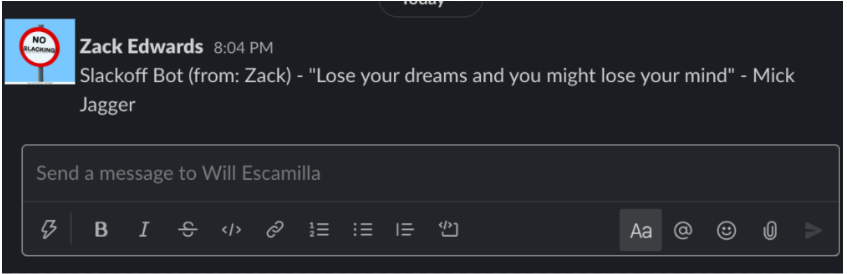 Today
NO
SLACKING
Zack Edwards 8:04 PM
Slackoff Bot (from: Zack) - "Lose your dreams and you might lose your mind" - Mick
Jagger
Send a message to Will Escamilla
B I S </> Aa @